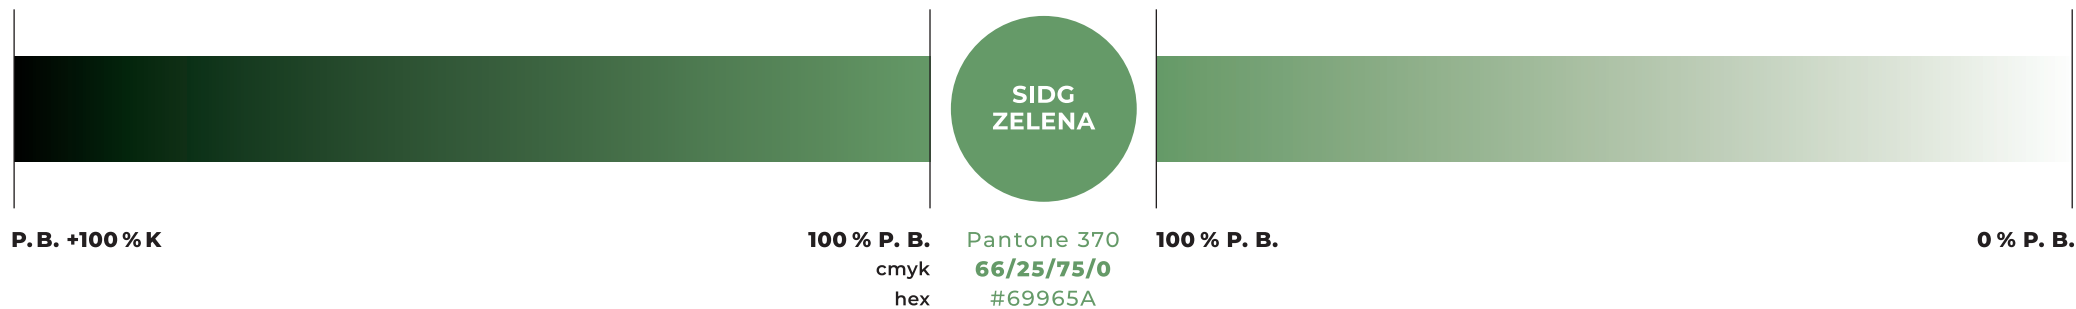 SIDG
ZELENA
P. B. +100 % K
100 % P. B.
Pantone 370
100 % P. B.
0 % P. B.
cmyk
66/25/75/0
hex
#69965A